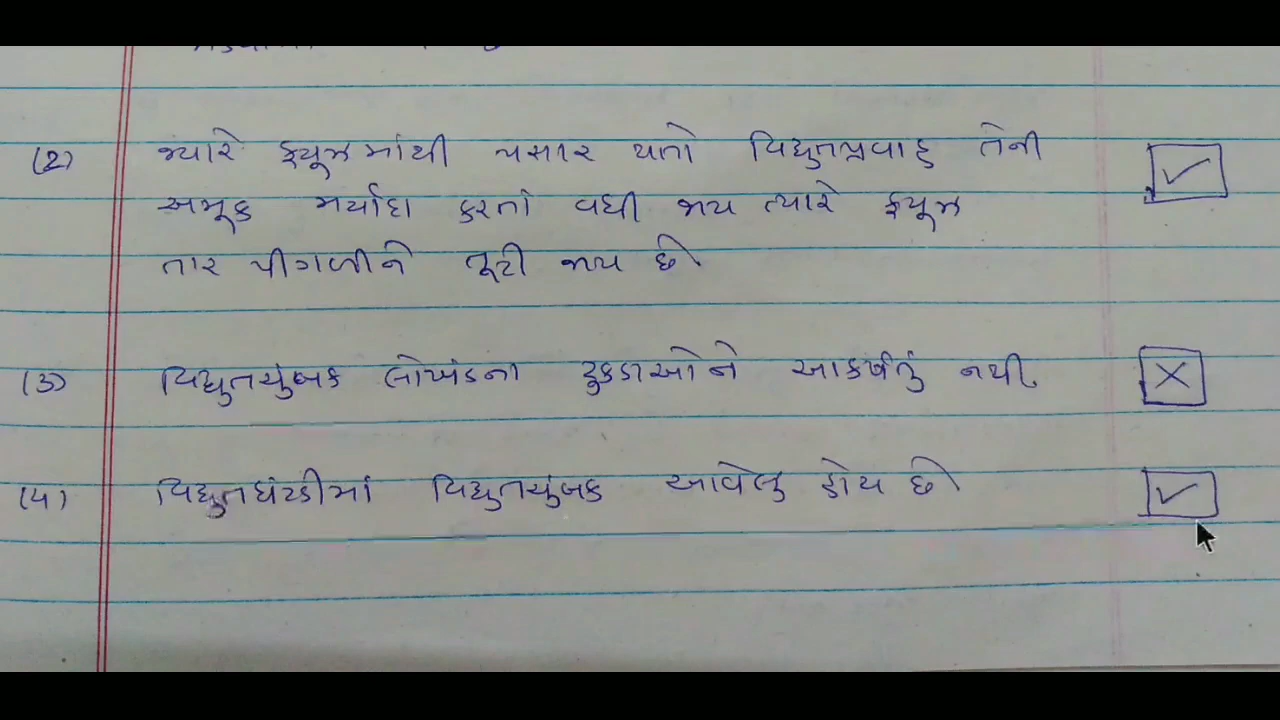 (2) જ્યારે ફ્યૂઝમાંથી પસાર થતો વિદ્યુતપ્રવાહ તેની
અમૂક મર્યાદા કરતાં વધી જાય ત્યારે ફ્યૂઝ
તાર પીગળીને તૂટી જાય છે.
(3) વિદ્યુતચુંબક લોખંડના ટુકડાઓને આકર્ષતું નથી.
(4) વિદ્યુતઘંટડીમાં વિદ્યુતચુંબક આવેલું હોય છે